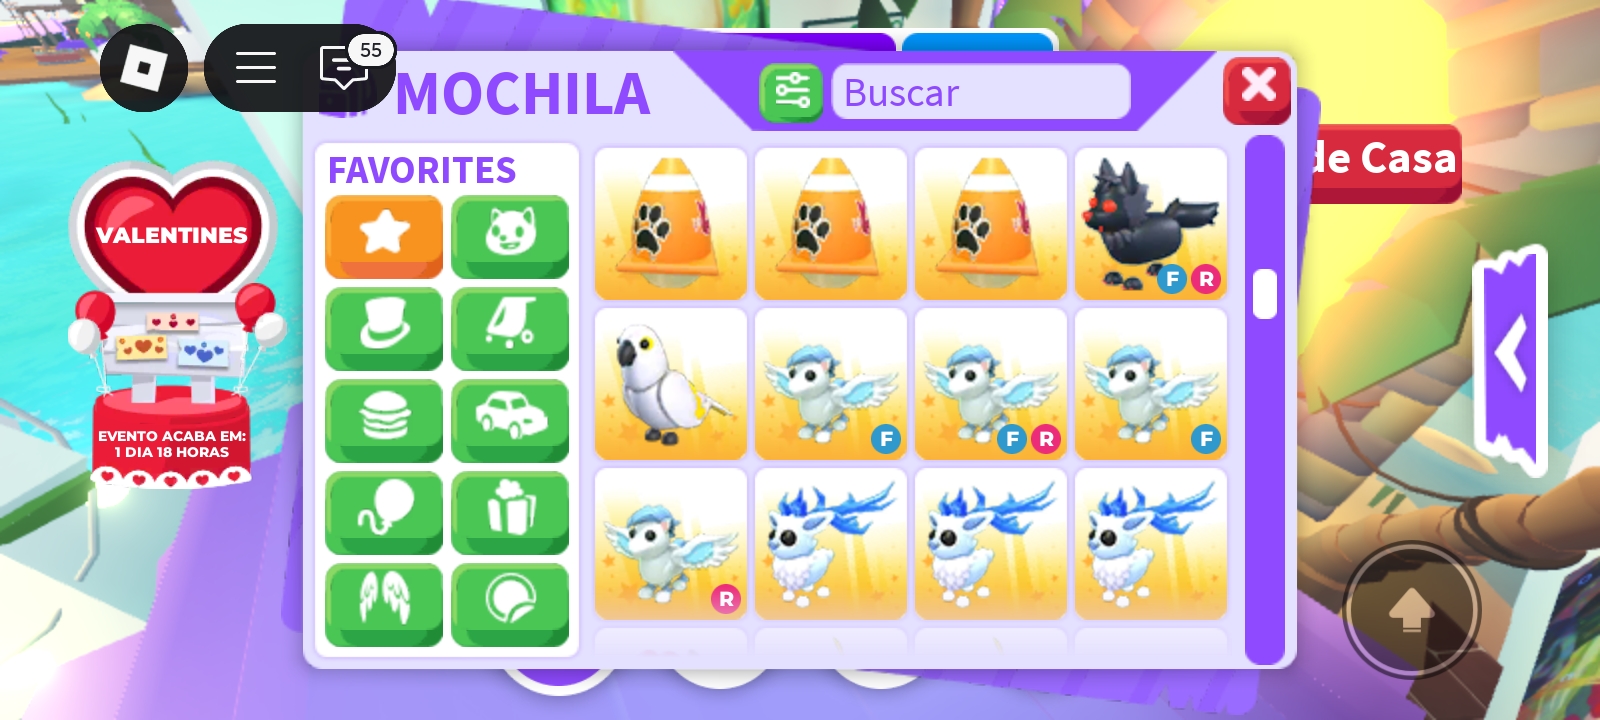 55
MOCHILA
Buscar
de Casa
VALENTINES
EVENTO ACABA EM:
1 DIA 18 HORAS
FAVORITES
F R
F
F R
F
R